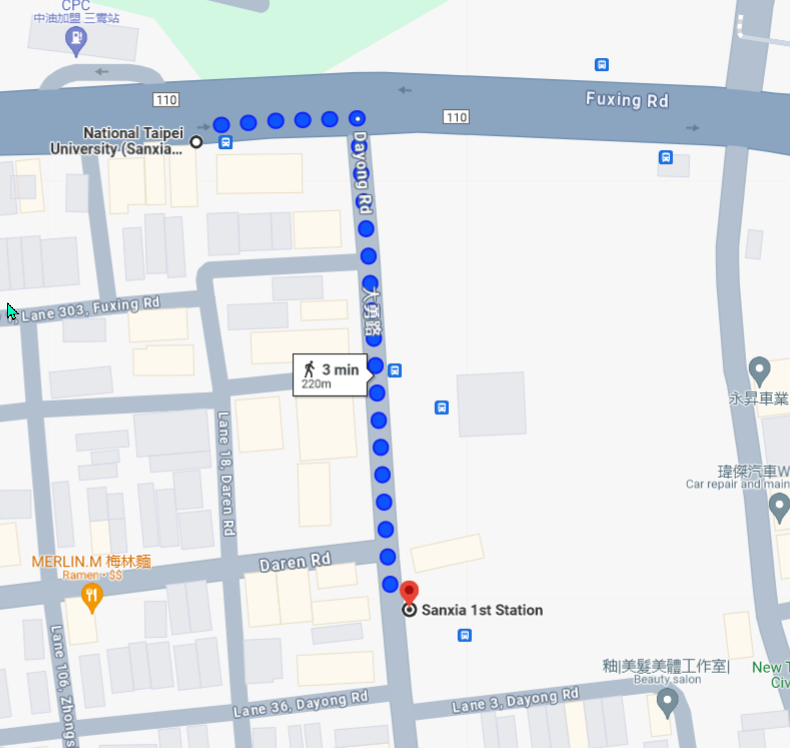 CPC
中油加盟 三鶯站
110
Fuxing Rd
110
National Taipei
University (Sanxia...
Dayong Rd
Lane 303, Fuxing Rd
大勇路
3 min
220m
永昇車業
Lane 18, Daren Rd
瑋傑汽車W
Car repair and main
MERLIN.M 梅林麵
Ramen · $$
Daren Rd
Sanxia 1st Station
Lane 106, Zhongs
釉|美髮美體工作室|
Beauty salon
New T
Civ
Lane 36, Dayong Rd
Lane 3, Dayong Rd